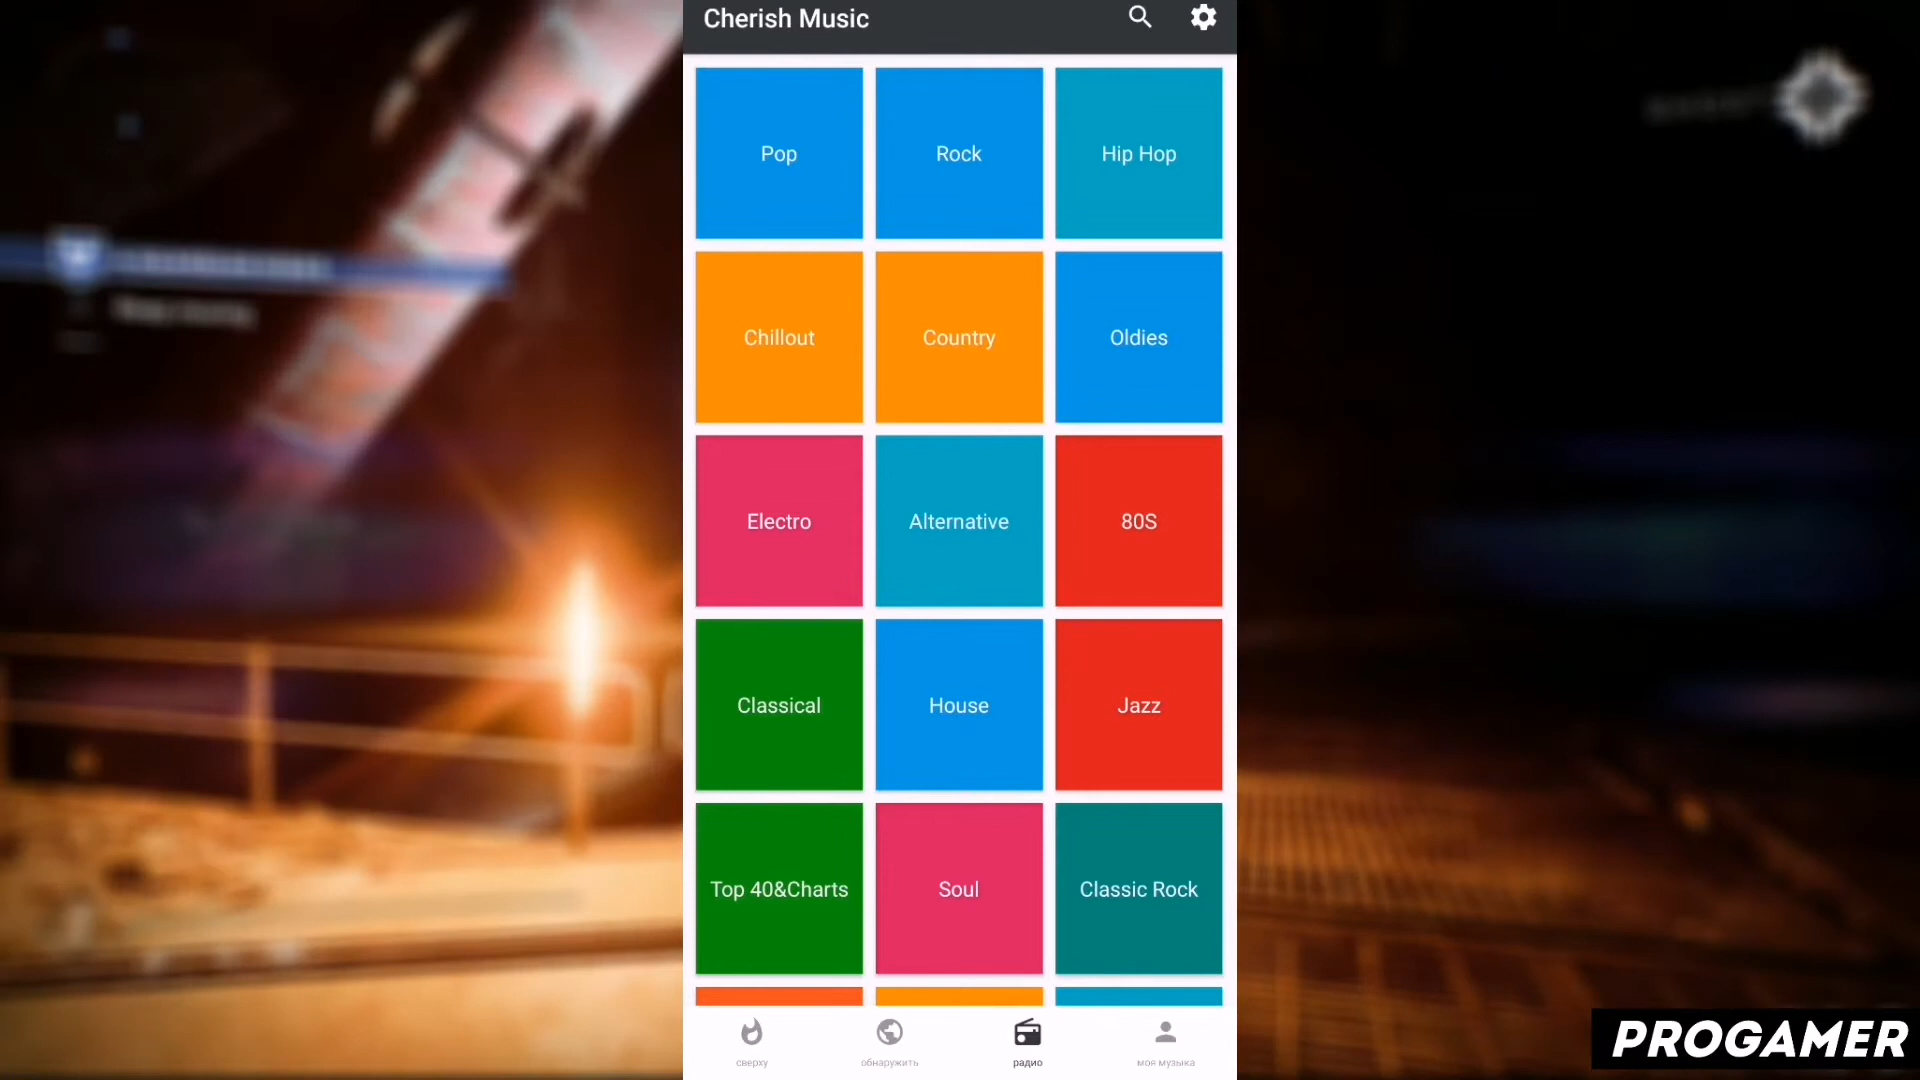 Cherish Music
Pop
Rock
Hip Hop
Chillout
Country
Oldies
Electro
Alternative
80S
Classical
House
Jazz
Top 40&Charts
Soul
Classic Rock
сверху
обнаружить
радио
моя музыка
PROGAMER